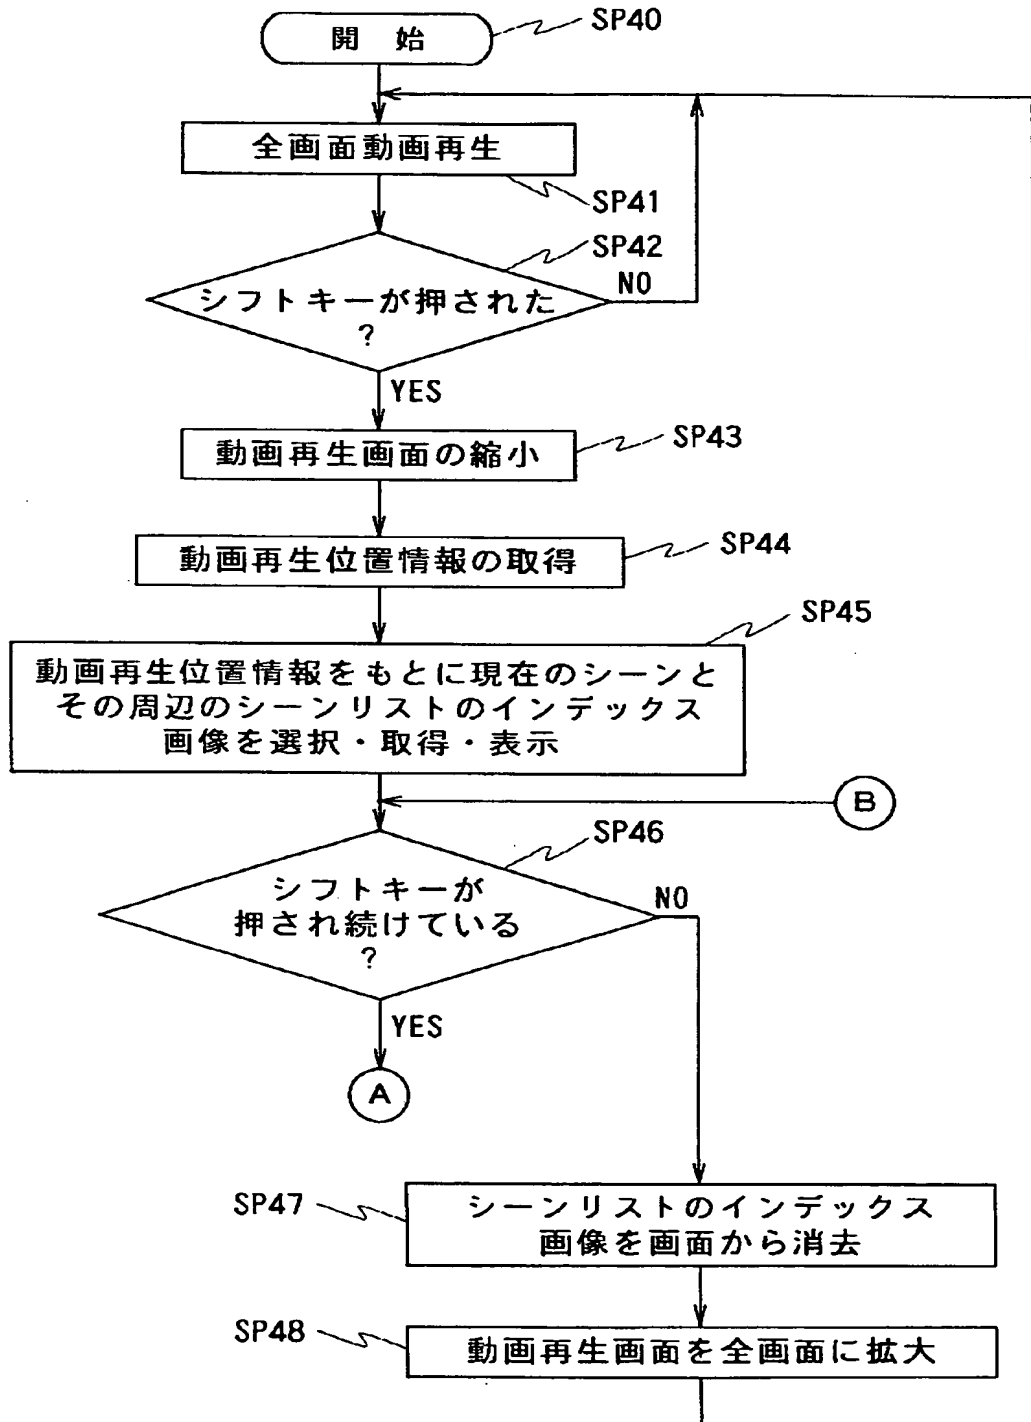 開 始
SP40
全画面動画再生
SP41
SP42
シフトキーが押された
?
NO
YES
動画再生画面の縮小
SP43
動画再生位置情報の取得
SP44
SP45
動画再生位置情報をもとに現在のシーンと
その周辺のシーンリストのインデックス
画像を選択・取得・表示
B
SP46
シフトキーが
押され続けている
?
NO
YES
A
SP47
シーンリストのインデックス
画像を画面から消去
SP48
動画再生画面を全画面に拡大